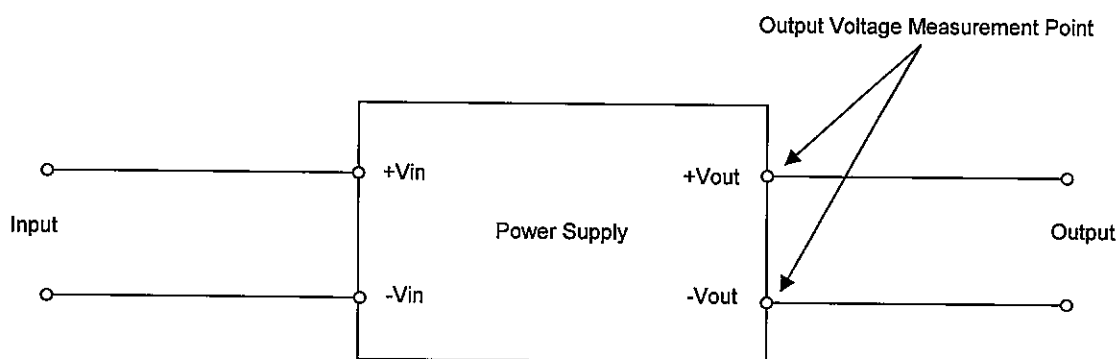 Output Voltage Measurement Point
+Vin
+Vout
Input
Power Supply
Output
-Vin
-Vout